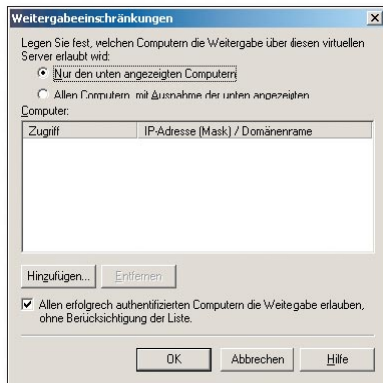 Weitergabeeinschränkungen
Legen Sie fest, welchen Computern die Weitergabe über diesen virtuellen
Server erlaubt wird:
Nur den unten angezeigten Computern
Allen Computern, mit Ausnahme der unten angezeigten
Computer:
Zugriff IP-Adresse (Mask) / Domänenname
Hinzufügen... Entfernen
Allen erfolgreich authentifizierten Computern die Weitergabe erlauben,
ohne Berücksichtigung der Liste.
OK Abbrechen Hilfe